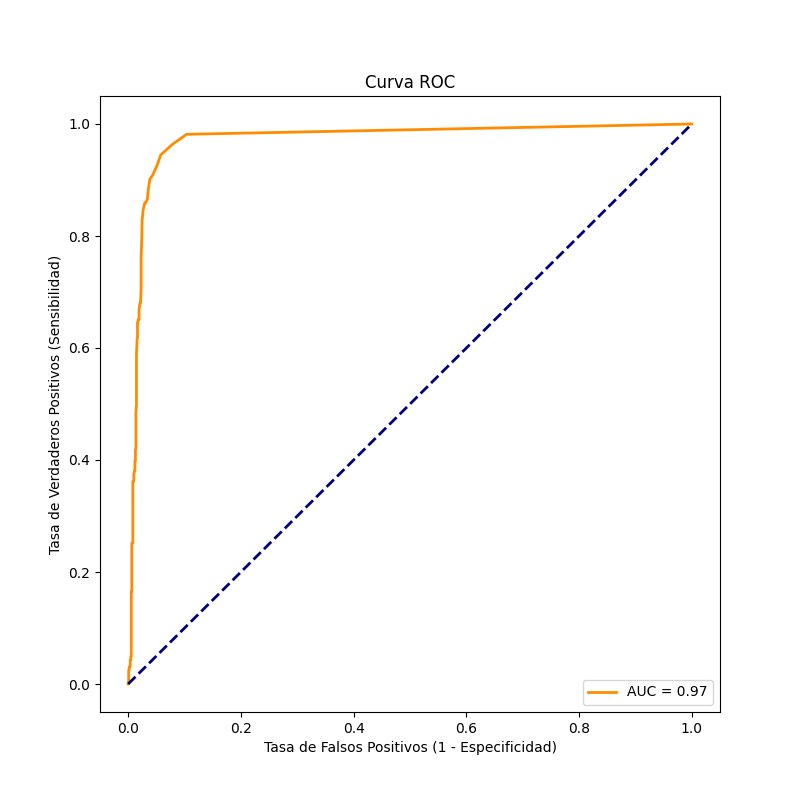 Curva ROC
Tasa de Verdaderos Positivos (Sensibilidad)
1.0
0.8
0.6
0.4
0.2
0.0
AUC = 0.97
0.0 0.2 0.4 0.6 0.8 1.0
Tasa de Falsos Positivos (1 - Especificidad)